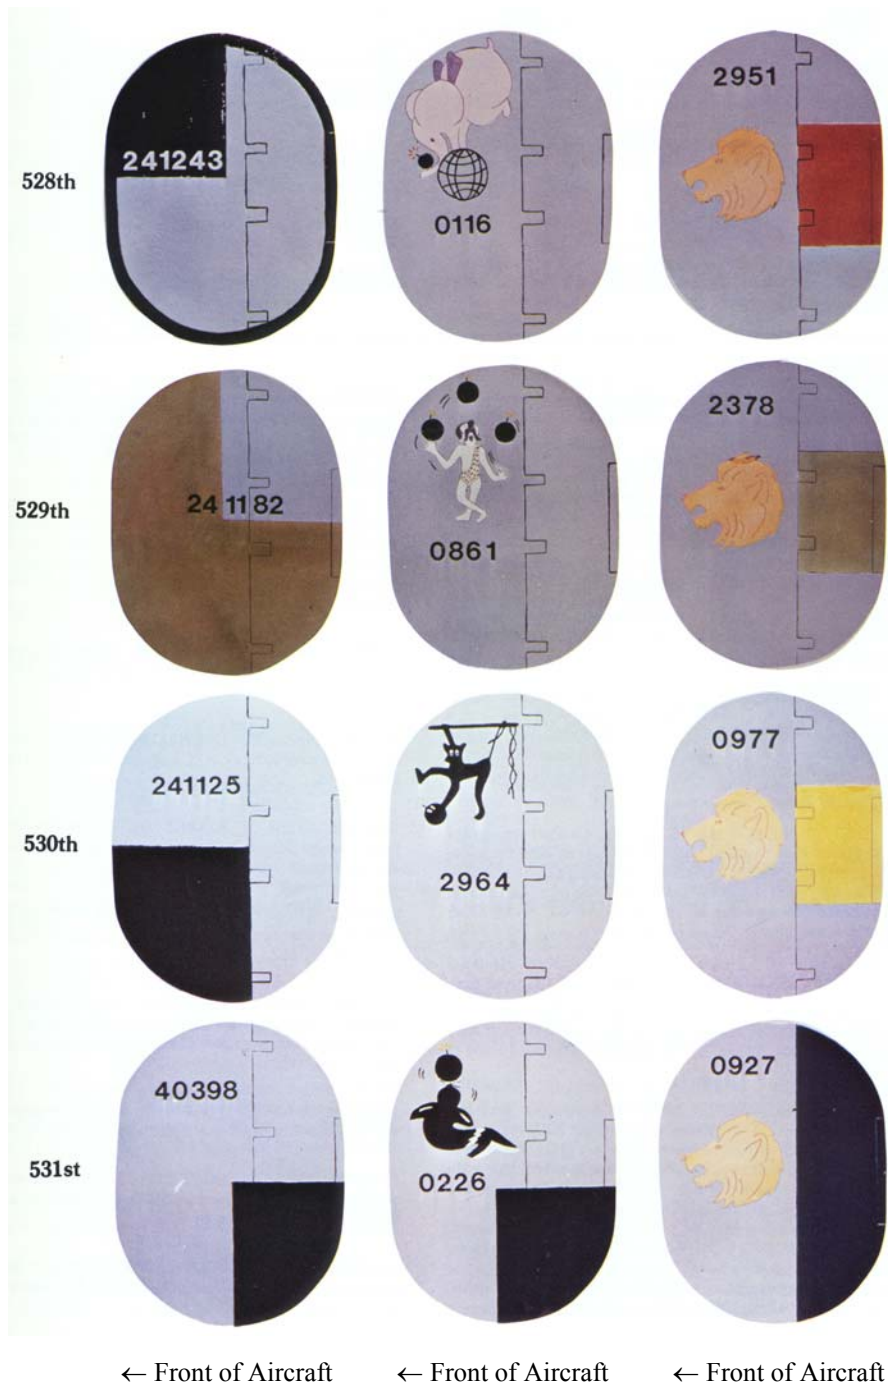 2951
241243
528th
0116
2378
24 11 82
529th
0861
0977
241125
530th
2964
0927
40398
531st
0226
← Front of Aircraft ← Front of Aircraft ← Front of Aircraft